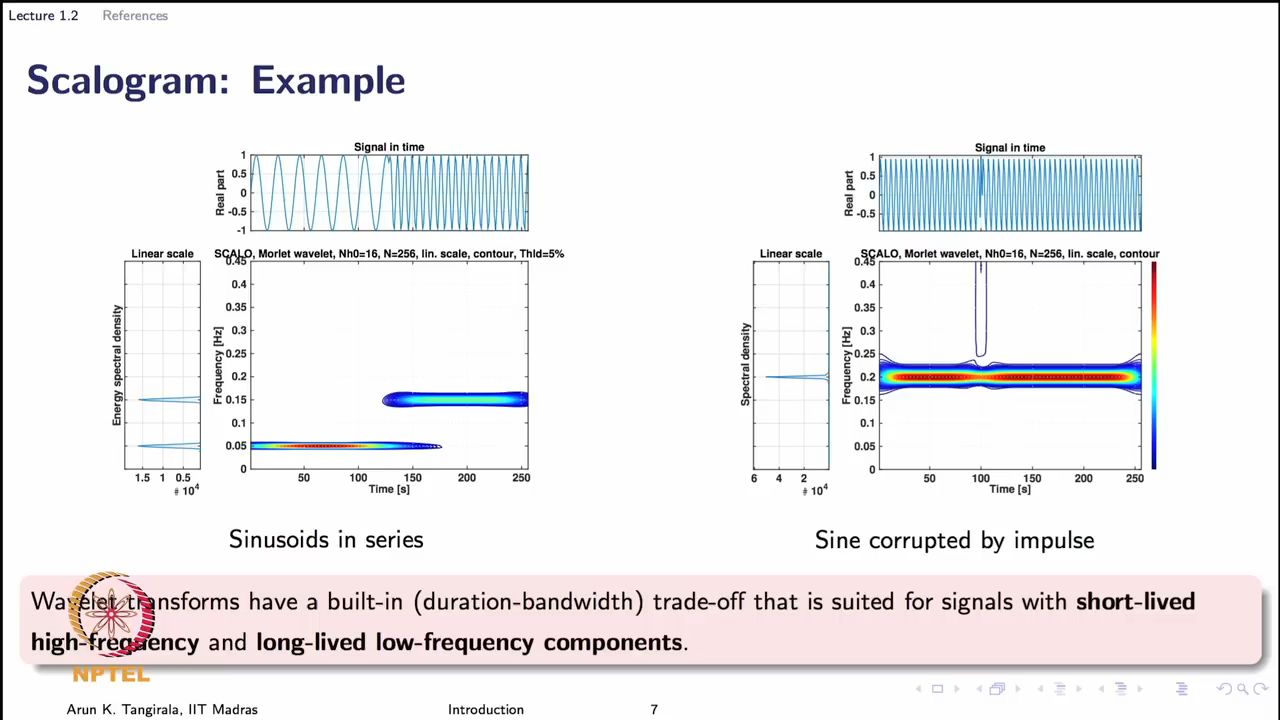 Lecture 1.2 References
Scalogram: Example
Signal in time
1
0.5
0
-0.5
-1
Real part
Linear scale
SCALO, Morlet wavelet, Nh0=16, N=256, lin. scale, contour, Thld=5%
Energy spectral density
1.5 1 0.5
# 10^4
Frequency [Hz]
0.45
0.4
0.35
0.3
0.25
0.2
0.15
0.1
0.05
0
50 100 150 200 250
Time [s]
Sinusoids in series
Signal in time
1
0.5
0
-0.5
Real part
Linear scale
SCALO, Morlet wavelet, Nh0=16, N=256, lin. scale, contour
Spectral density
6 4 2
# 10^4
Frequency [Hz]
0.45
0.4
0.35
0.3
0.25
0.2
0.15
0.1
0.05
0
50 100 150 200 250
Time [s]
Sine corrupted by impulse
Wavelet transforms have a built-in (duration-bandwidth) trade-off that is suited for signals with short-lived
high-frequency and long-lived low-frequency components.
NPTEL
Arun K. Tangirala, IIT Madras Introduction 7